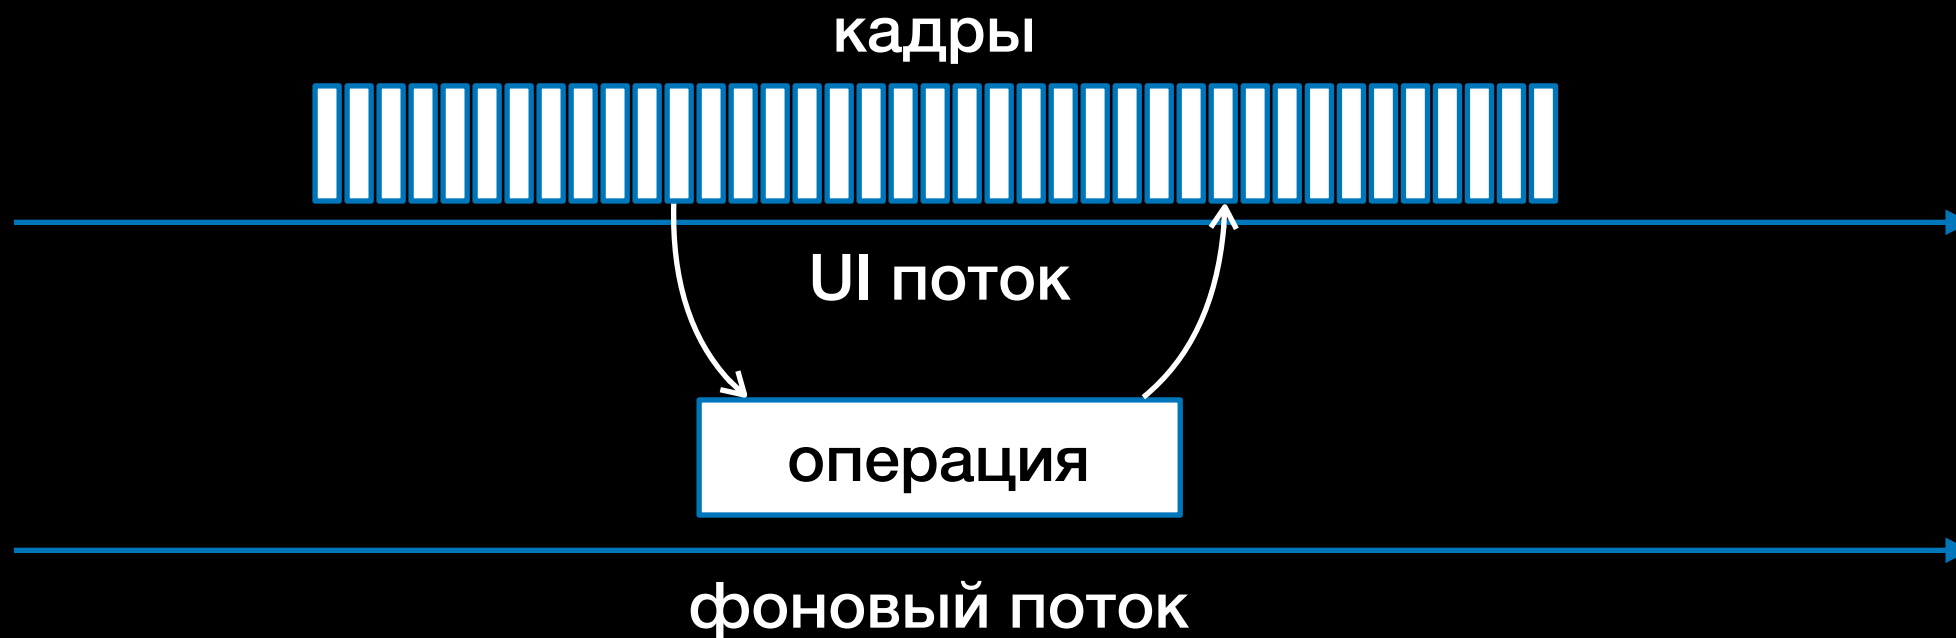 кадры
UI поток
операция
фоновый поток